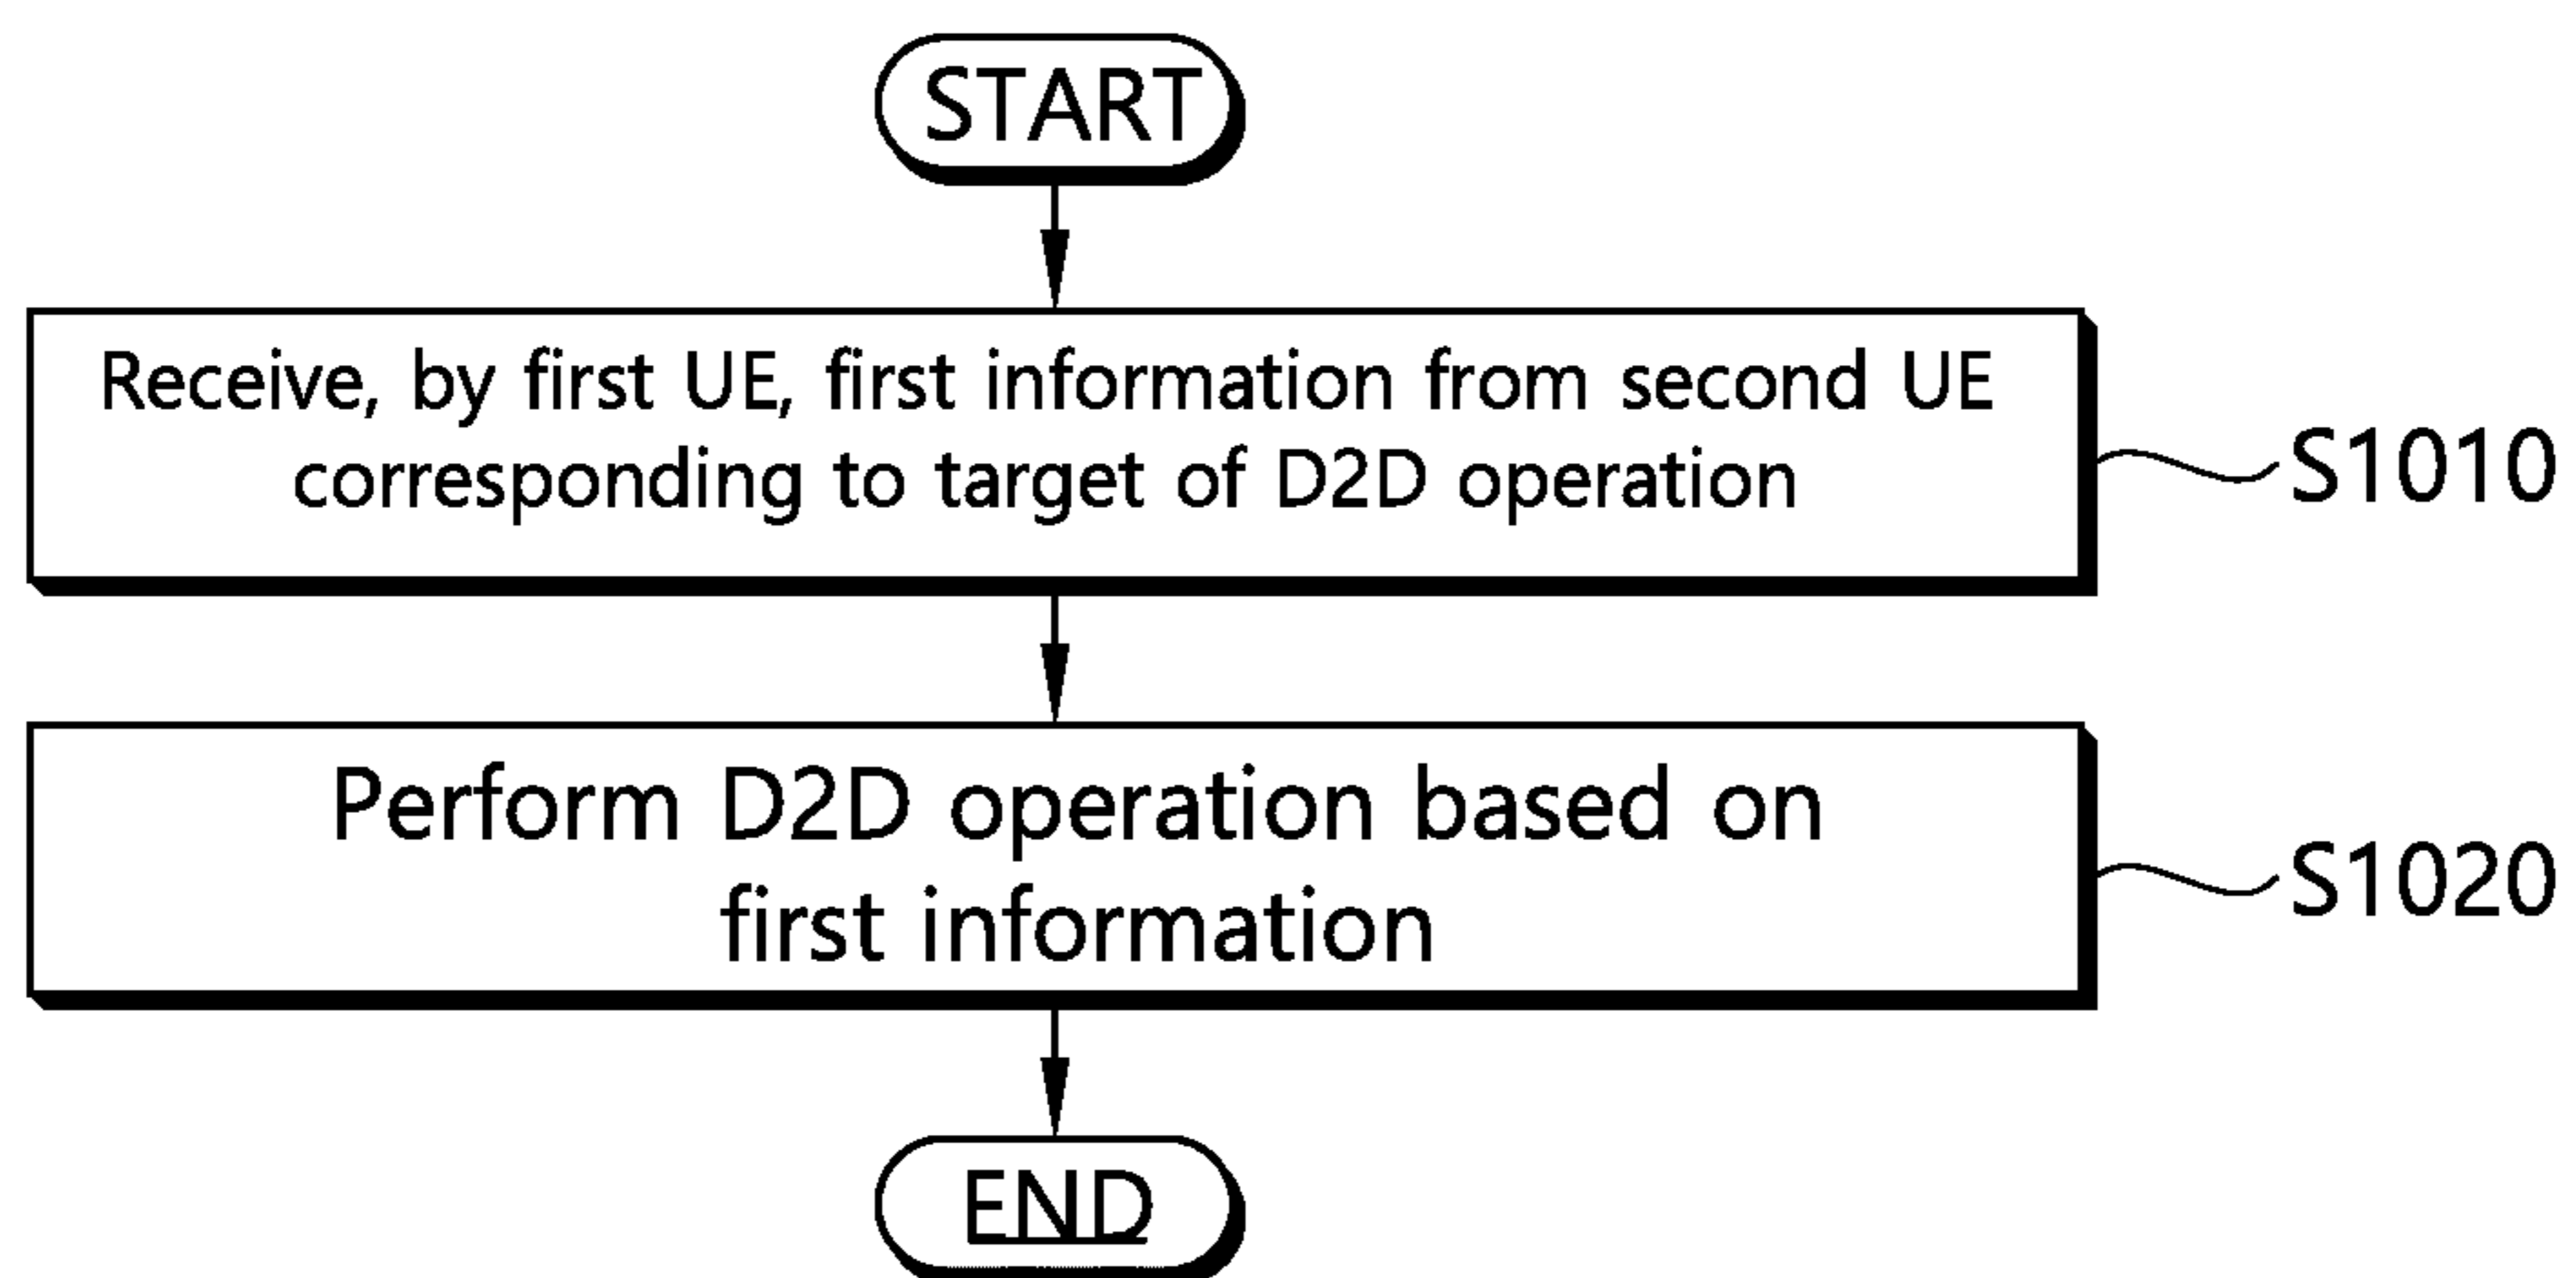 START
Receive, by first UE, first information from second UE
corresponding to target of D2D operation
S1010
Perform D2D operation based on
first information
S1020
END